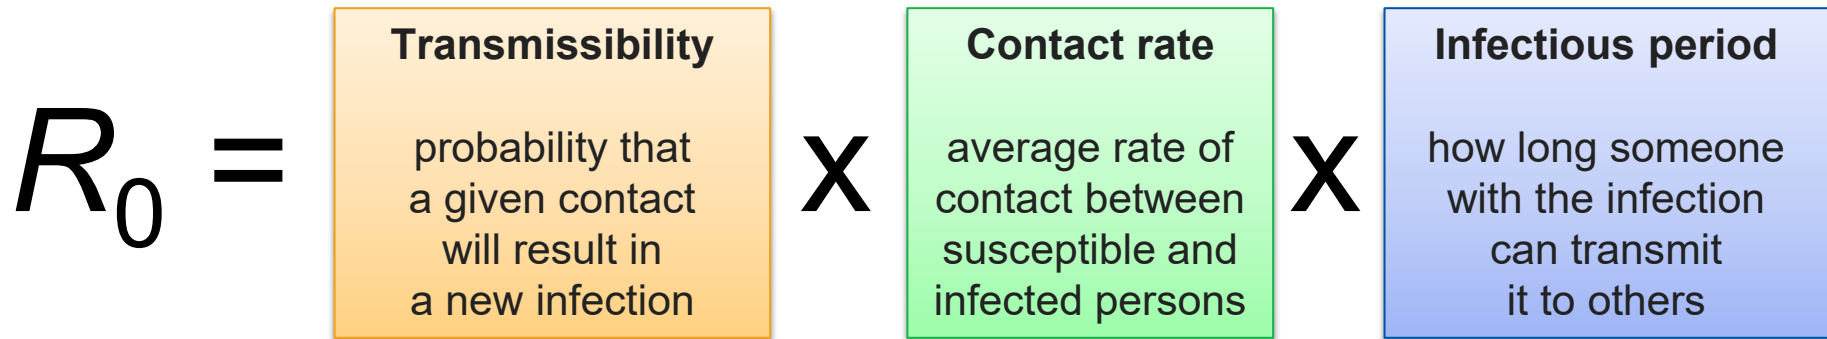 R0 =
Transmissibility
probability that
a given contact
will result in
a new infection
x
Contact rate
average rate of
contact between
susceptible and
infected persons
x
Infectious period
how long someone
with the infection
can transmit
it to others